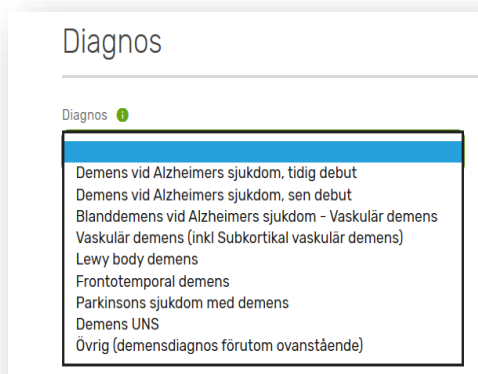 Diagnos
Diagnos
Demens vid Alzheimers sjukdom, tidig debut
Demens vid Alzheimers sjukdom, sen debut
Blanddemens vid Alzheimers sjukdom - Vaskulär demens
Vaskulär demens (inkl Subkortikal vaskulär demens)
Lewy body demens
Frontotemporal demens
Parkinsons sjukdom med demens
Demens UNS
Övrig (demensdiagnos förutom ovanstående)